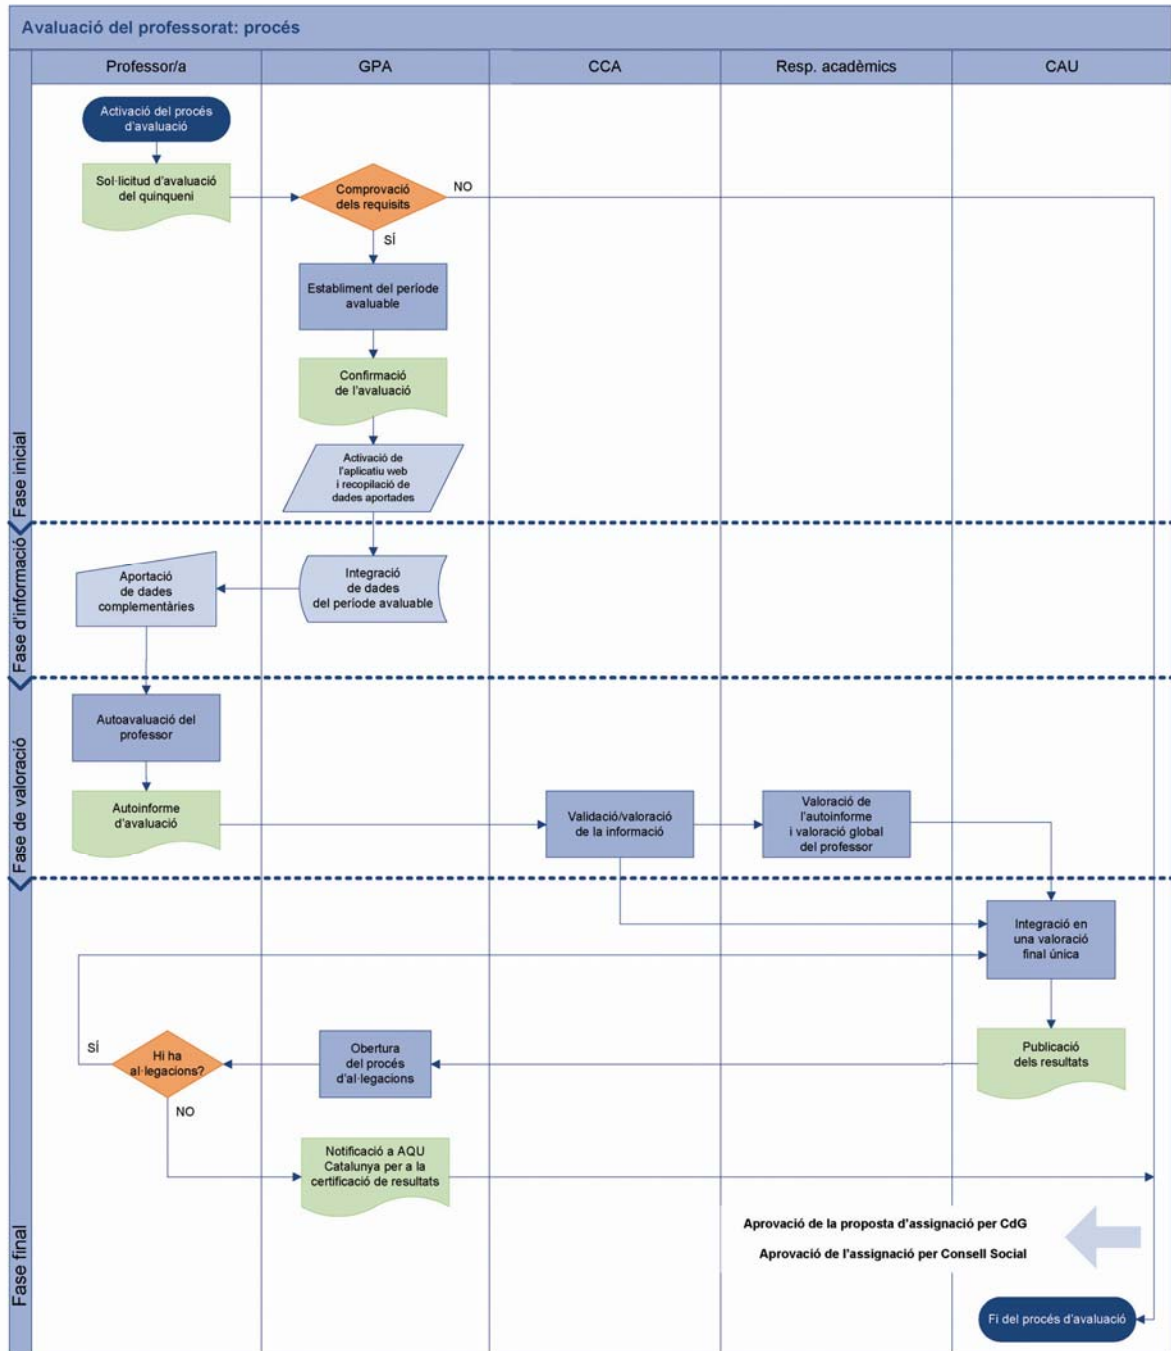 Avaluació del professorat: procés
Professor/a
GPA
CCA
Resp. acadèmics
CAU
Fase inicial
Activació del procés
d'avaluació
Sol·licitud d'avaluació
del quinqueni
Comprovació
dels requisits
NO
SÍ
Establiment del període
avaluable
Confirmació
de l'avaluació
Activació de
l'aplicatiu web
i recopilació de
dades aportades
Fase d'informació
Integració
de dades
del període avaluable
Aportació
de dades
complementàries
Fase de valoració
Autoavaluació del
professor
Autoinforme
d'avaluació
Validació/valoració
de la informació
Valoració de
l'autoinforme
i valoració global
del professor
Fase final
Integració en
una valoració
final única
Publicació
dels resultats
Obertura
del procés
d'al·legacions
Hi ha
al·legacions?
SÍ
NO
Notificació a AQU
Catalunya per a la
certificació de resultats
Aprovació de la proposta d'assignació per CdG
Aprovació de l'assignació per Consell Social
Fi del procés d'avaluació